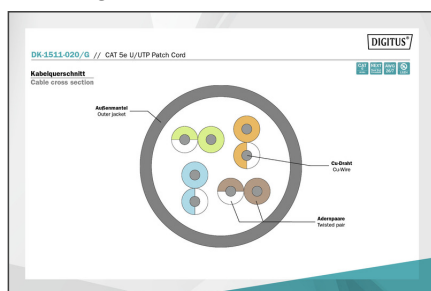 DIGITUS®
DK-1511-020/G // CAT 5e U/UTP Patch Cord
Kabelquerschnitt
Cable cross section
Außenmantel
Outer jacket
Cu-Draht
Cu-Wire
Adernpaare
Twisted pair